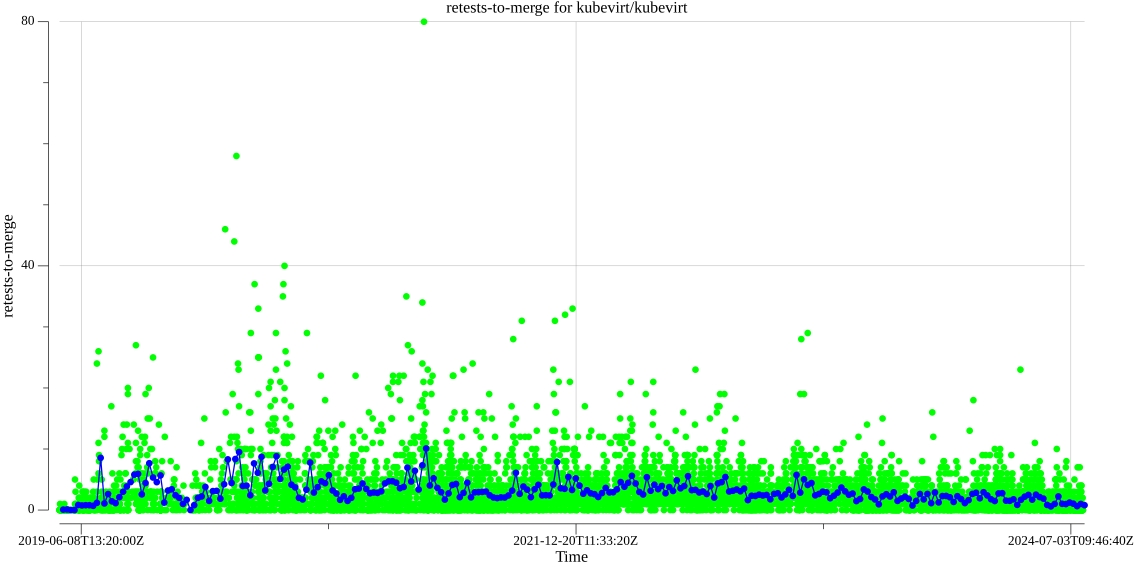 retests-to-merge for kubevirt/kubevirt
80
40
0
retests-to-merge
2019-06-08T13:20:00Z
2021-12-20T11:33:20Z
2024-07-03T09:46:40Z
Time